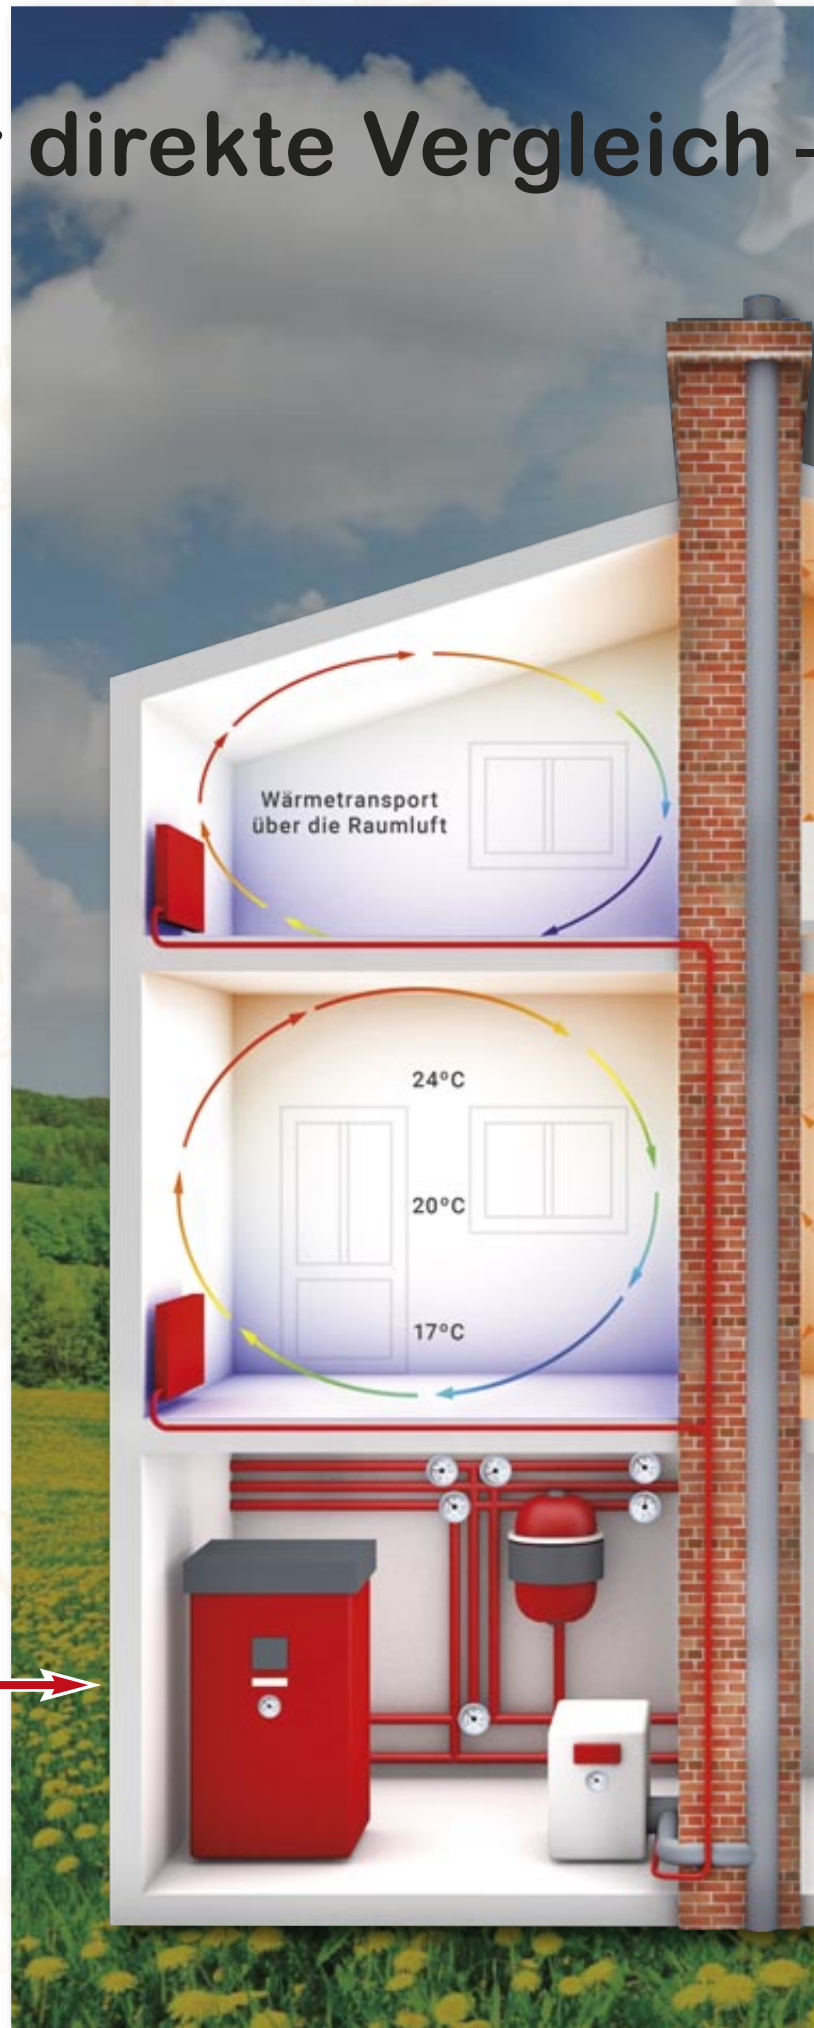 direkte Vergleich -
Wärmetransport
über die Raumluft
24°C
20°C
17°C